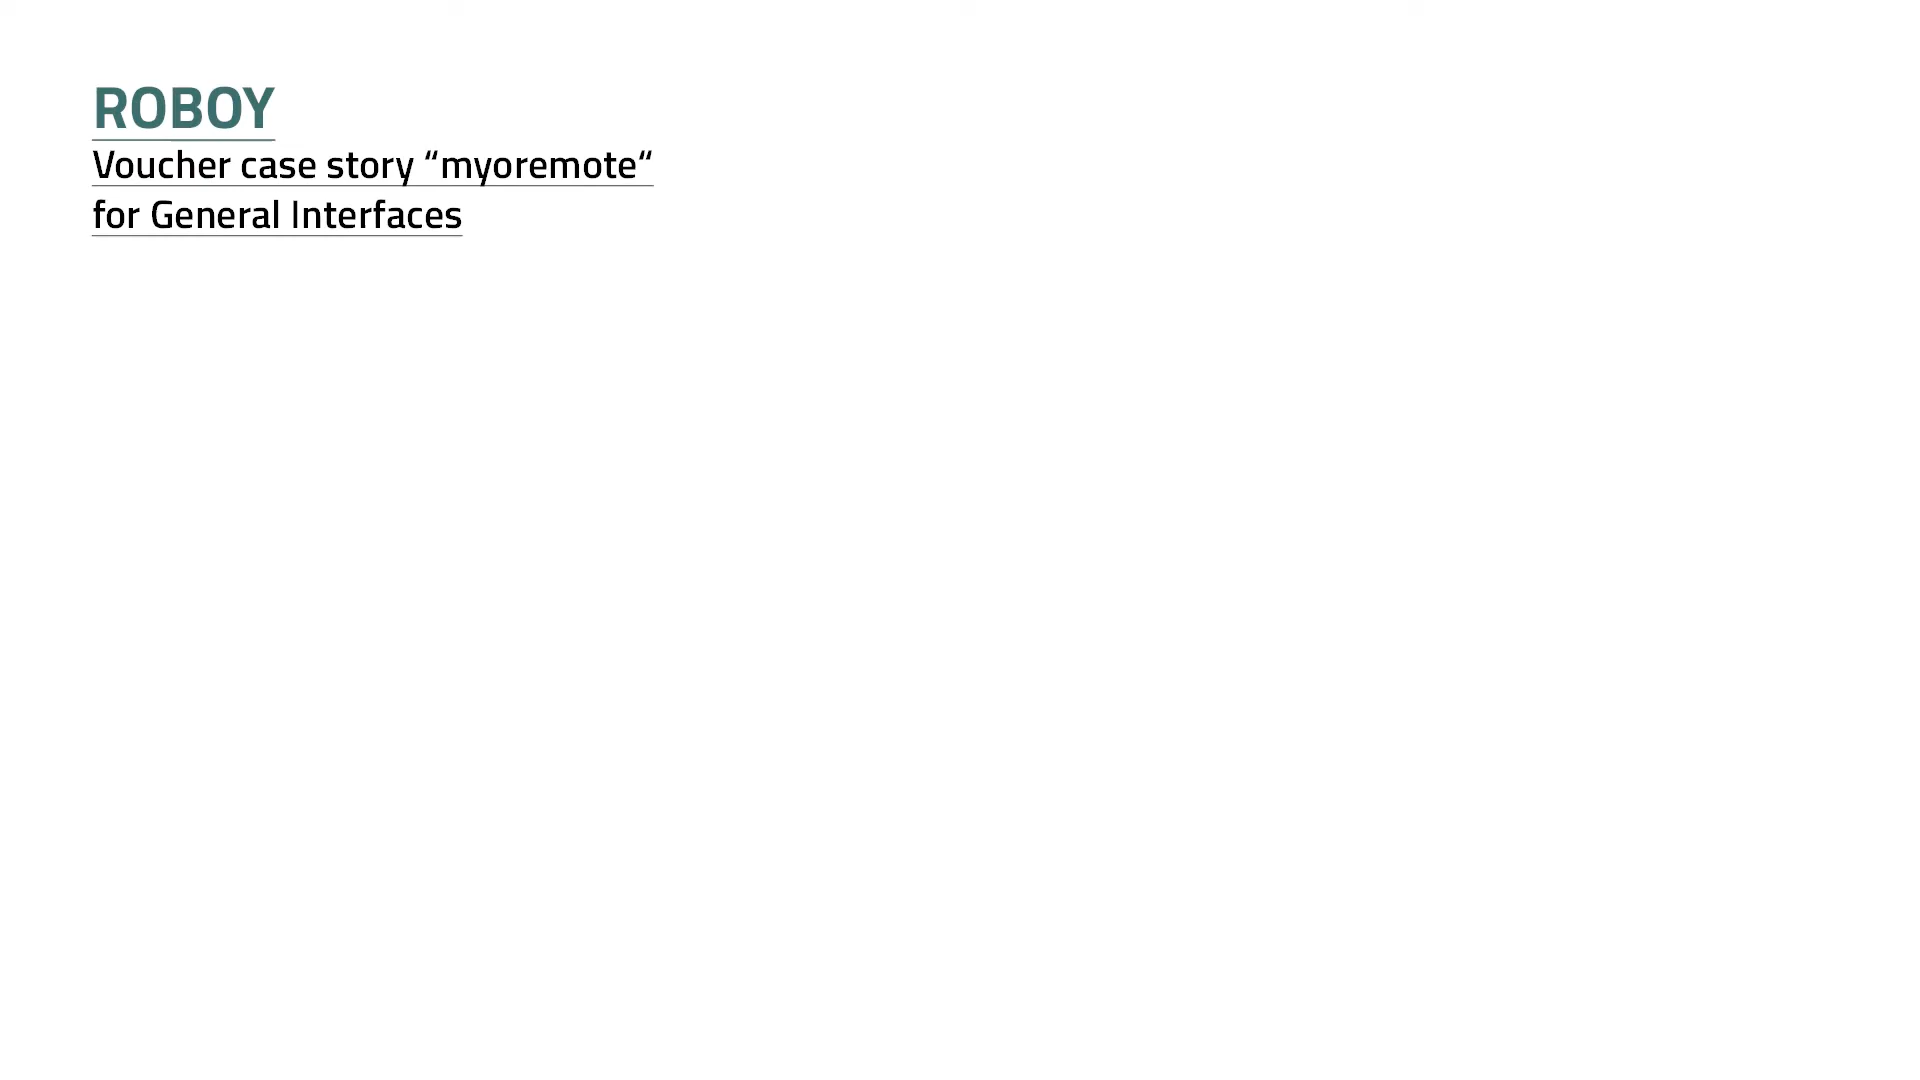 ROBOY
Voucher case story “myoremote“
for General Interfaces